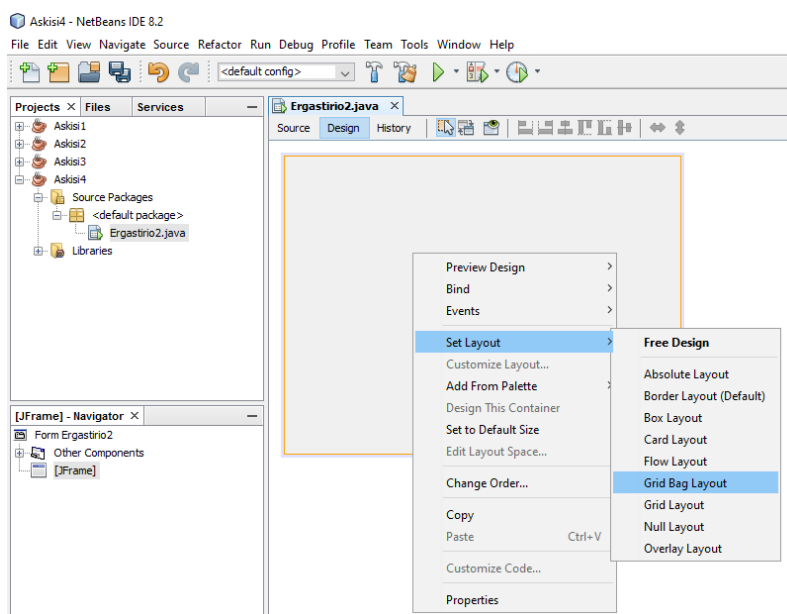 Askisi4 - NetBeans IDE 8.2
File Edit View Navigate Source Refactor Run Debug Profile Team Tools Window Help
<default config>
Projects × Files Services
Askisi1
Askisi2
Askisi3
Askisi4
Source Packages
<default package>
Ergastirio2.java
Libraries
[JFrame] - Navigator ×
Form Ergastirio2
Other Components
[JFrame]
Ergastirio2.java ×
Source Design History
Preview Design
Bind
Events
Set Layout
Customize Layout...
Add From Palette
Design This Container
Set to Default Size
Edit Layout Space...
Change Order...
Copy
Paste Ctrl+V
Customize Code...
Properties
Free Design
Absolute Layout
Border Layout (Default)
Box Layout
Card Layout
Flow Layout
Grid Bag Layout
Grid Layout
Null Layout
Overlay Layout